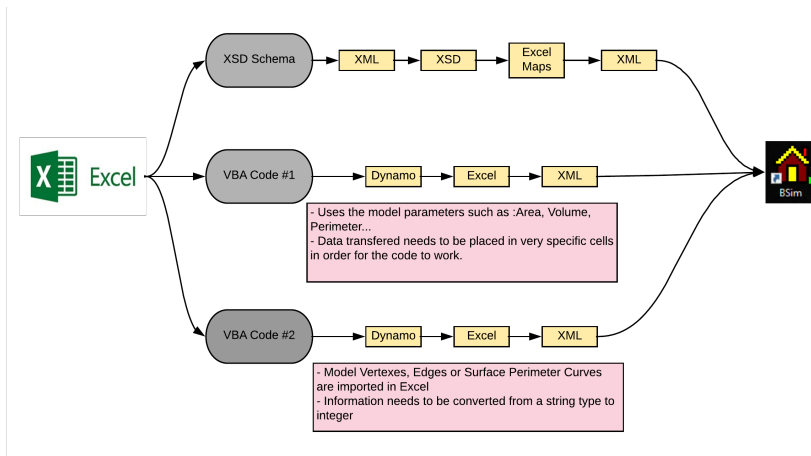 XSD Schema
XML
XSD
Excel
Maps
XML
X
Excel
VBA Code #1
Dynamo
Excel
XML
BSim
- Uses the model parameters such as :Area, Volume,
Perimeter...
- Data transfered needs to be placed in very specific cells
in order for the code to work.
VBA Code #2
Dynamo
Excel
XML
- Model Vertexes, Edges or Surface Perimeter Curves
are imported in Excel
- Information needs to be converted from a string type to
integer